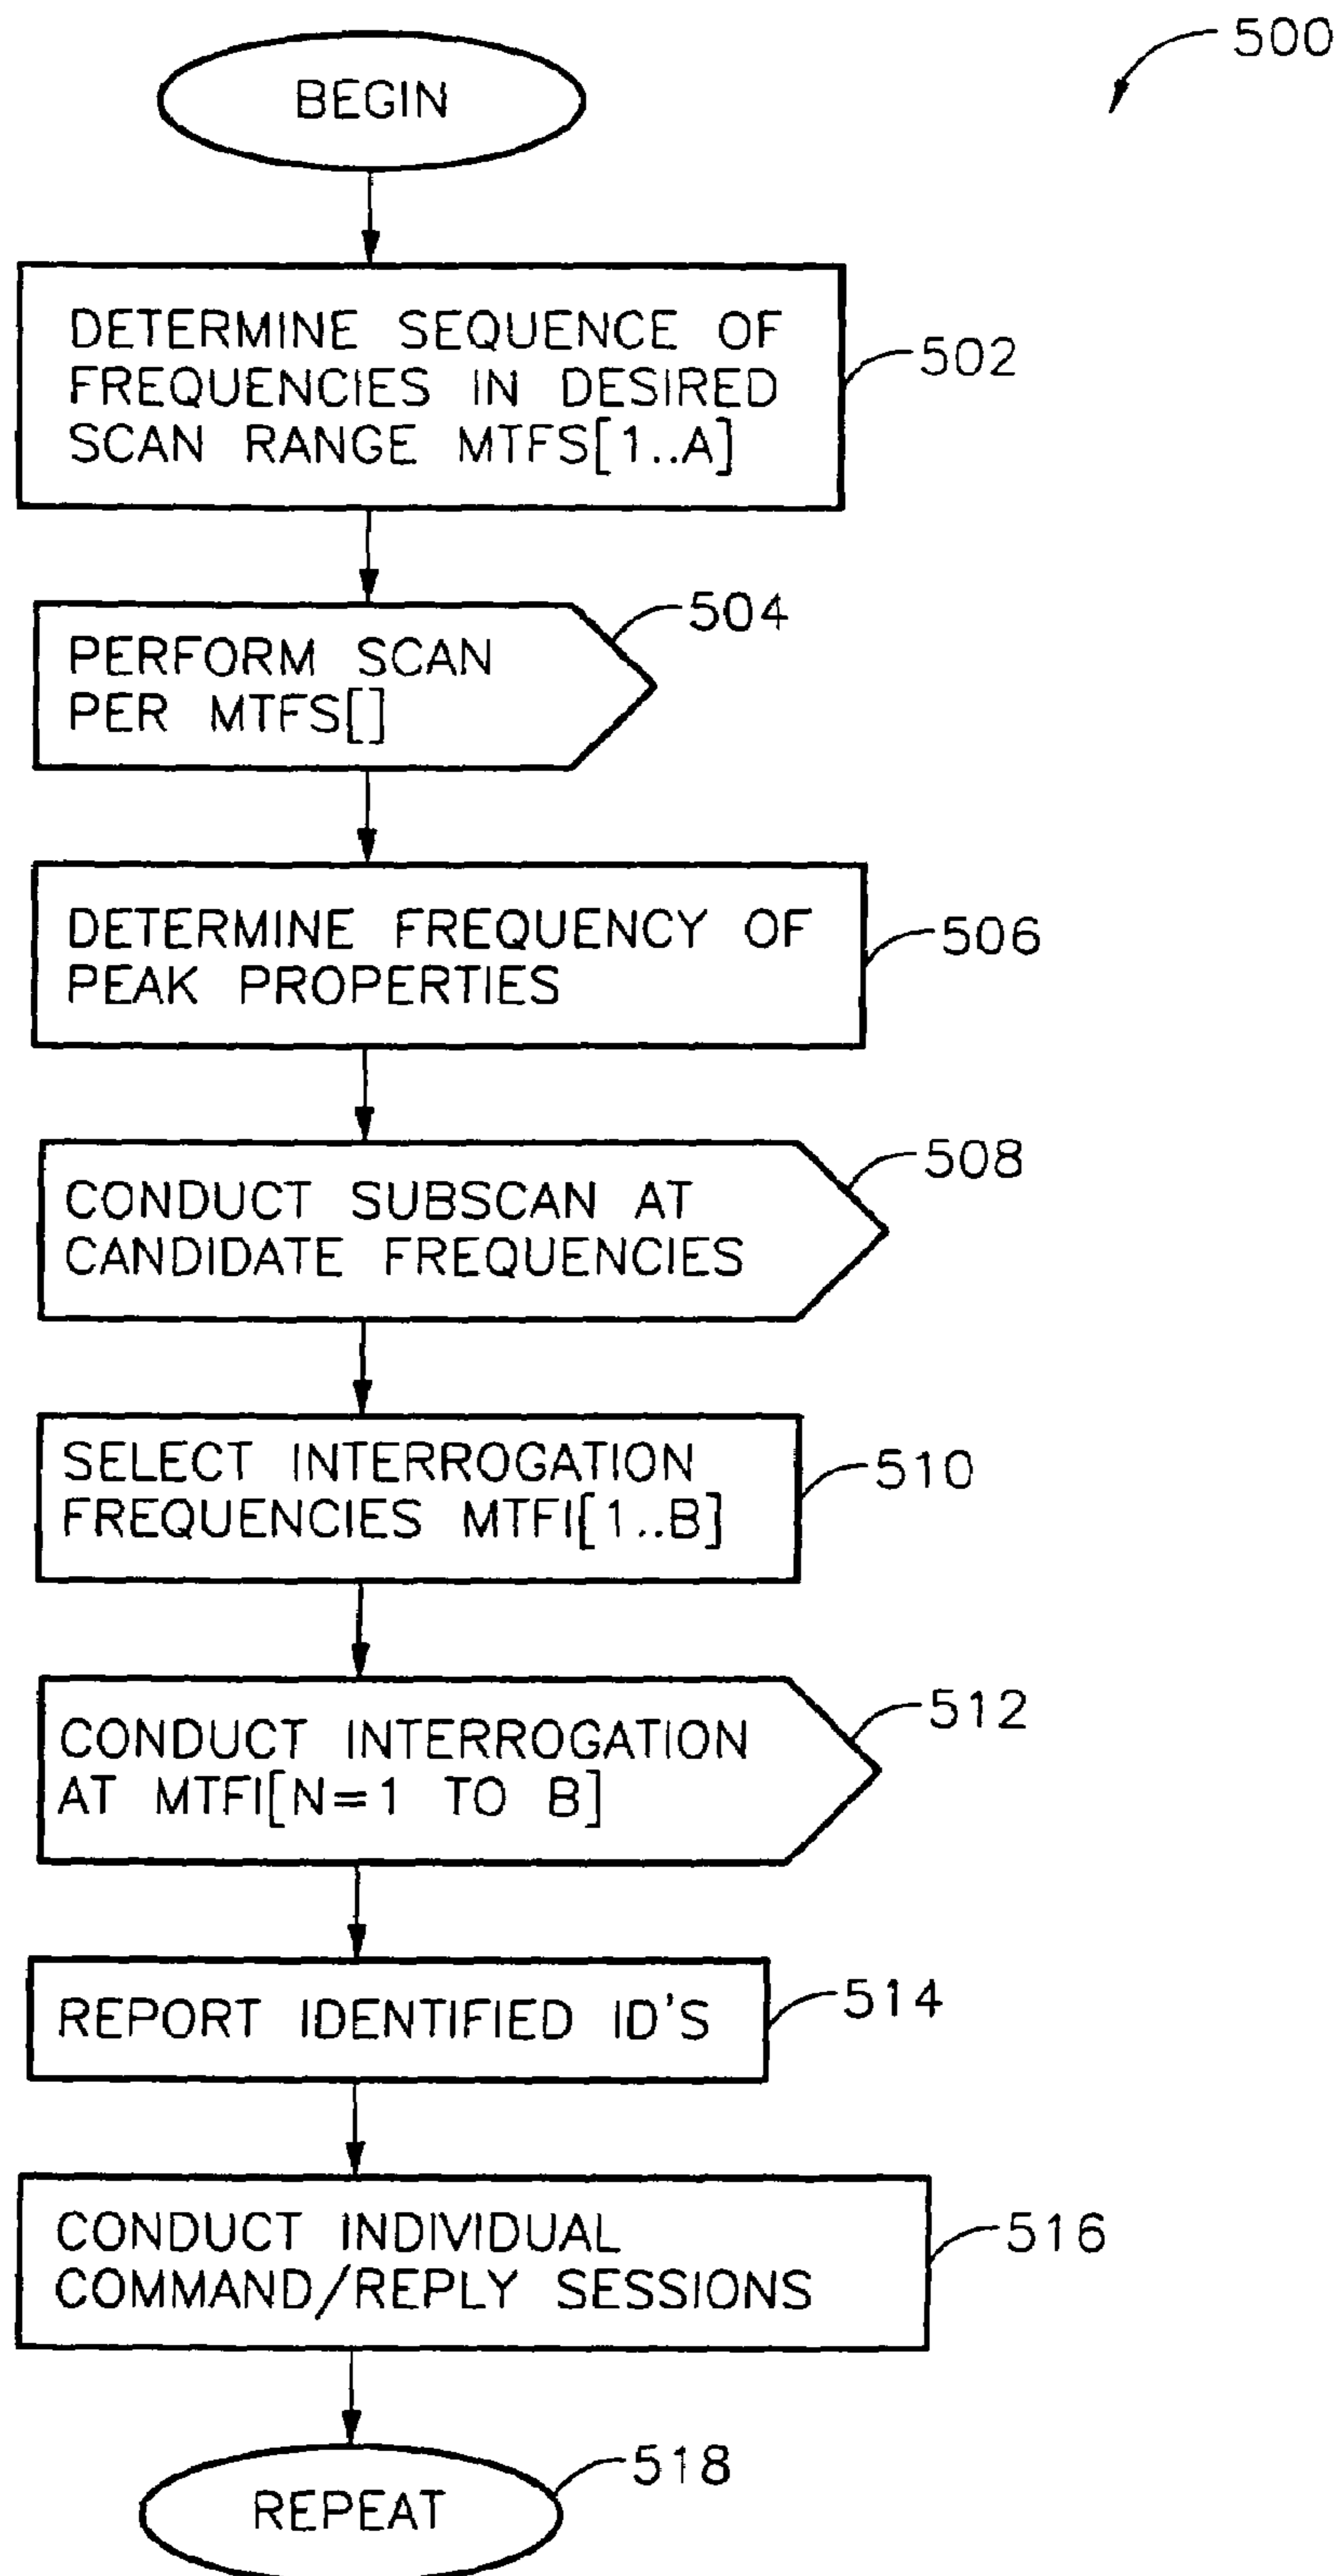 500
BEGIN
DETERMINE SEQUENCE OF
FREQUENCIES IN DESIRED
SCAN RANGE MTFS[1..A]
502
PERFORM SCAN
PER MTFS[]
504
DETERMINE FREQUENCY OF
PEAK PROPERTIES
506
CONDUCT SUBSCAN AT
CANDIDATE FREQUENCIES
508
SELECT INTERROGATION
FREQUENCIES MTFI[1..B]
510
CONDUCT INTERROGATION
AT MTFI[N=1 TO B]
512
REPORT IDENTIFIED ID'S
514
CONDUCT INDIVIDUAL
COMMAND/REPLY SESSIONS
516
REPEAT
518